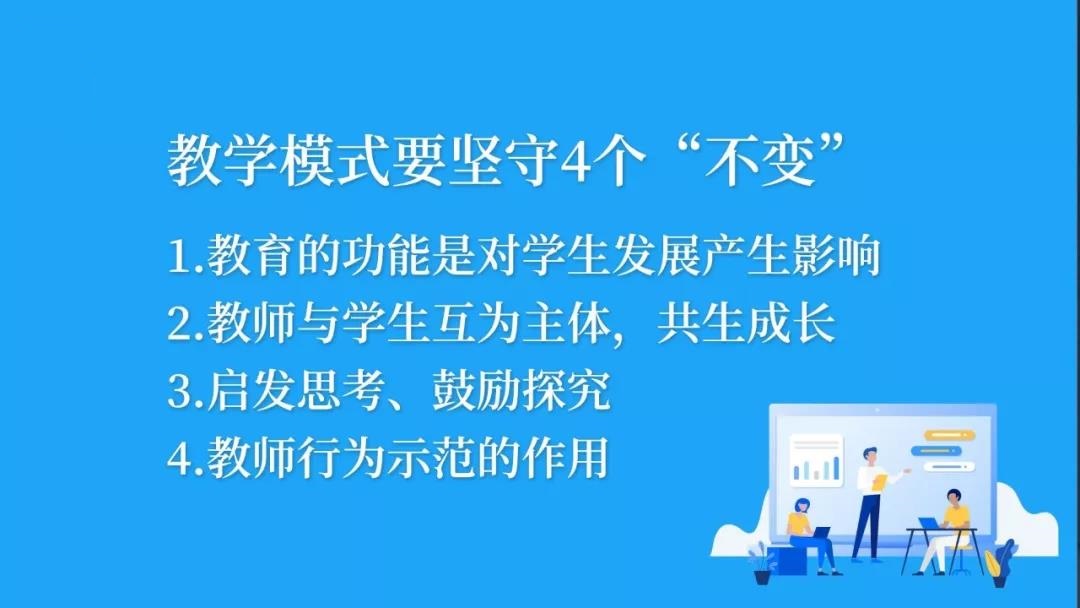 教学模式要坚守4个“不变”
1.教育的功能是对学生发展产生影响
2.教师与学生互为主体，共生成长
3.启发思考、鼓励探究
4.教师行为示范的作用